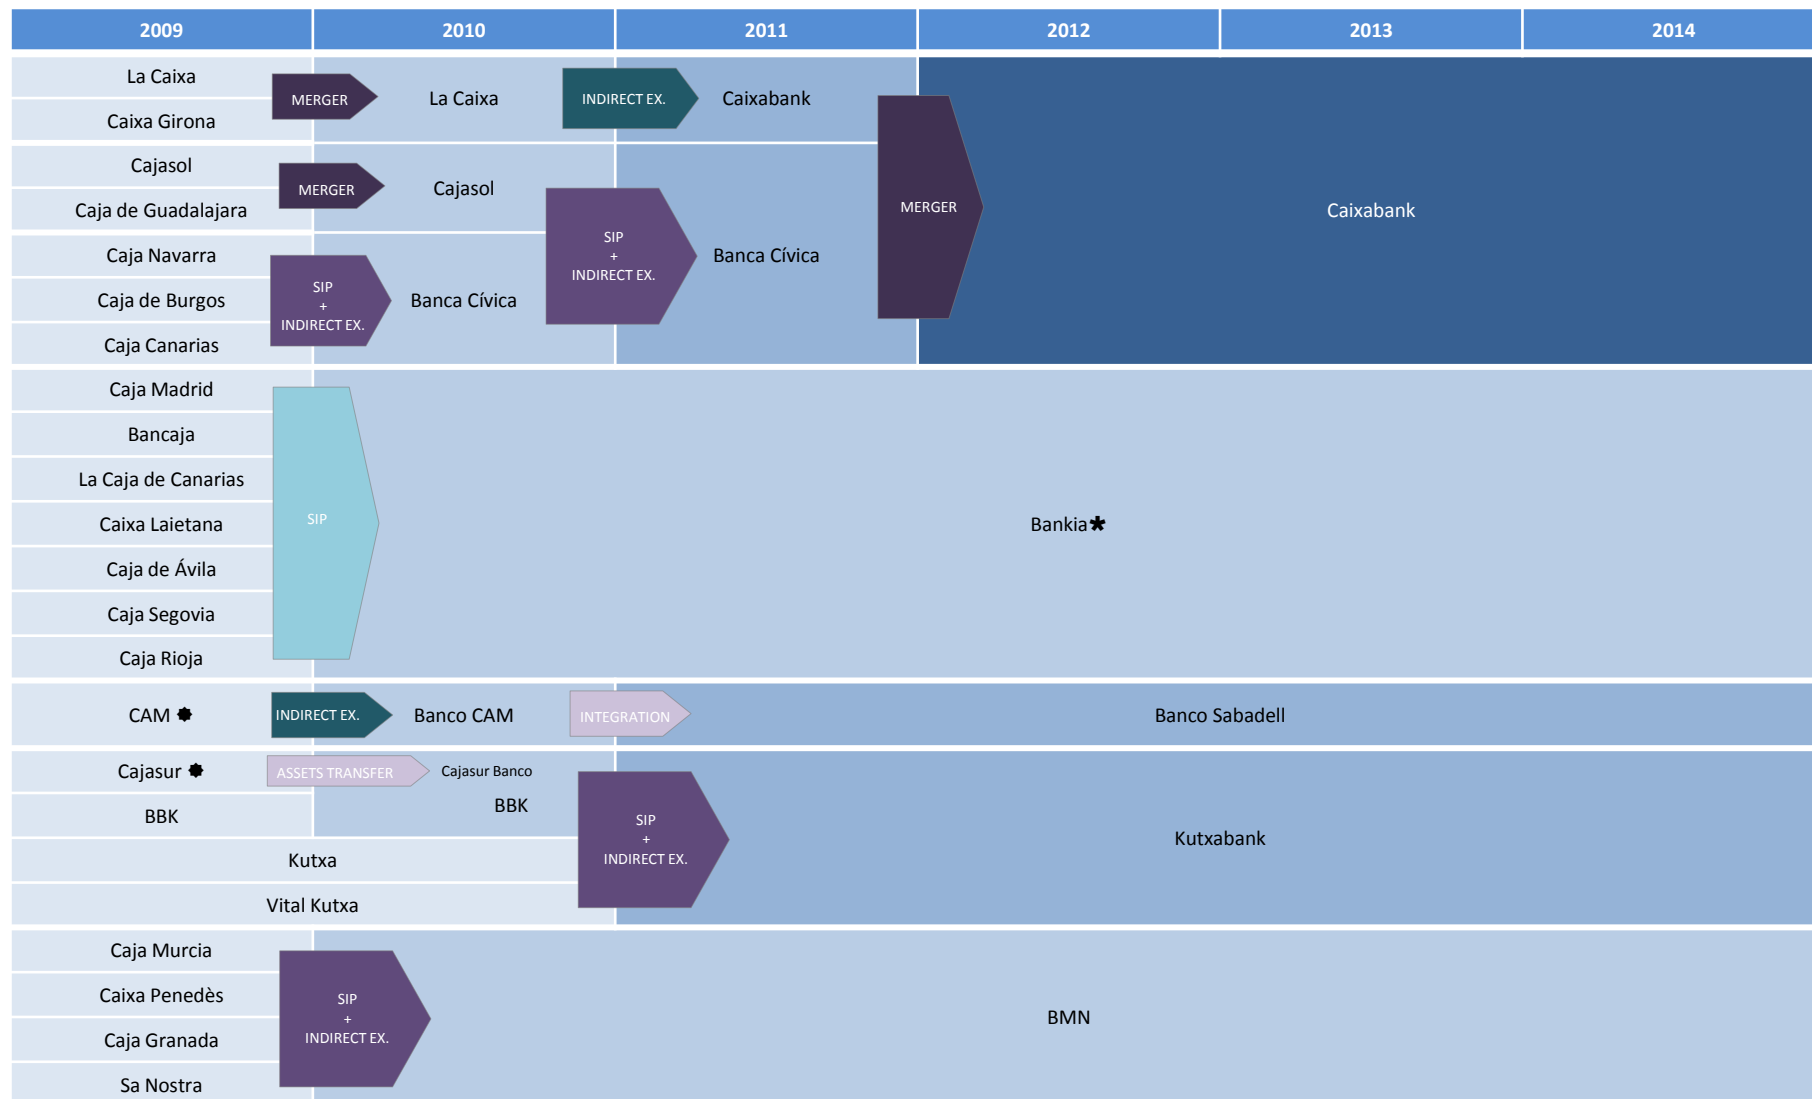 2009 2010 2011 2012 2013 2014
La Caixa
Caixa Girona
MERGER
La Caixa
INDIRECT EX.
Caixabank
Cajasol
Caja de Guadalajara
MERGER
Cajasol
Caja Navarra
Caja de Burgos
Caja Canarias
SIP
+
INDIRECT EX.
Banca Cívica
SIP
+
INDIRECT EX.
Banca Cívica
MERGER
Caixabank
Caja Madrid
Bancaja
La Caja de Canarias
Caixa Laietana
Caja de Ávila
Caja Segovia
Caja Rioja
SIP
Bankia*
CAM
INDIRECT EX.
Banco CAM
INTEGRATION
Banco Sabadell
Cajasur
ASSETS TRANSFER
Cajasur Banco
BBK
BBK
Kutxa
Vital Kutxa
SIP
+
INDIRECT EX.
Kutxabank
Caja Murcia
Caixa Penedès
Caja Granada
Sa Nostra
SIP
+
INDIRECT EX.
BMN